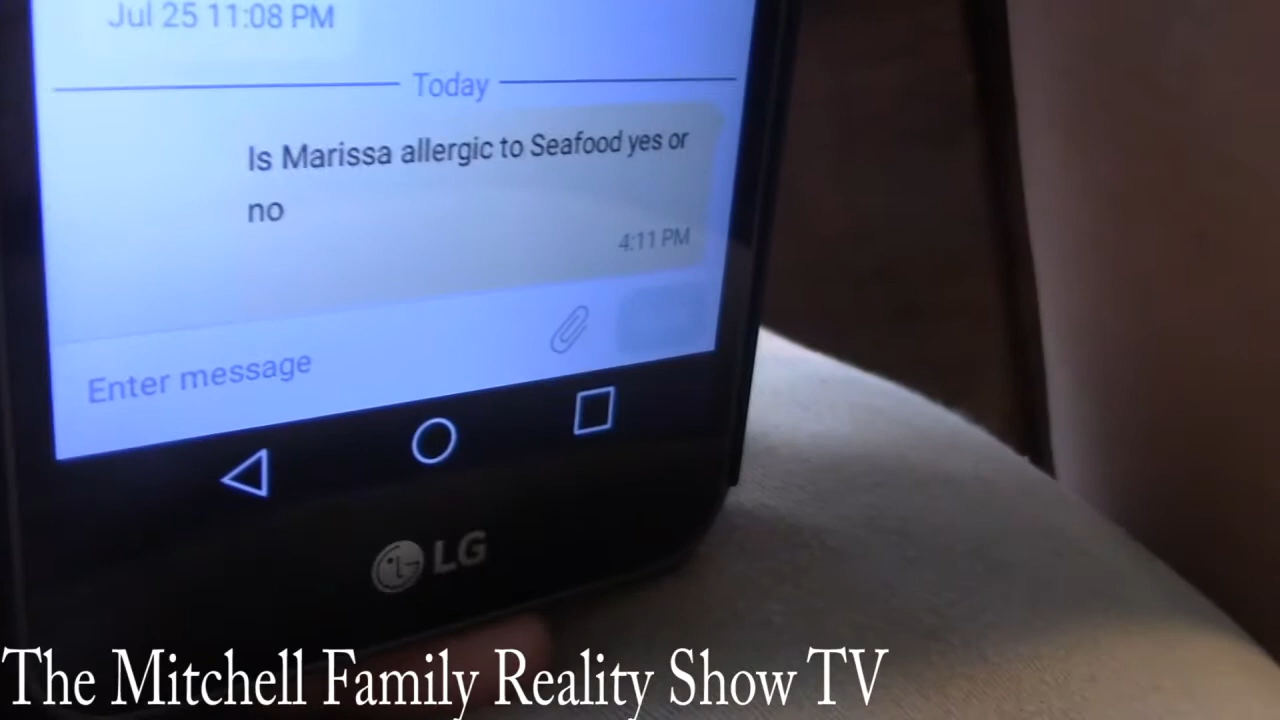 Jul 25 11:08 PM
Today
Is Marissa allergic to Seafood yes or
no
4:11 PM
Enter message
LG
The Mitchell Family Reality Show TV